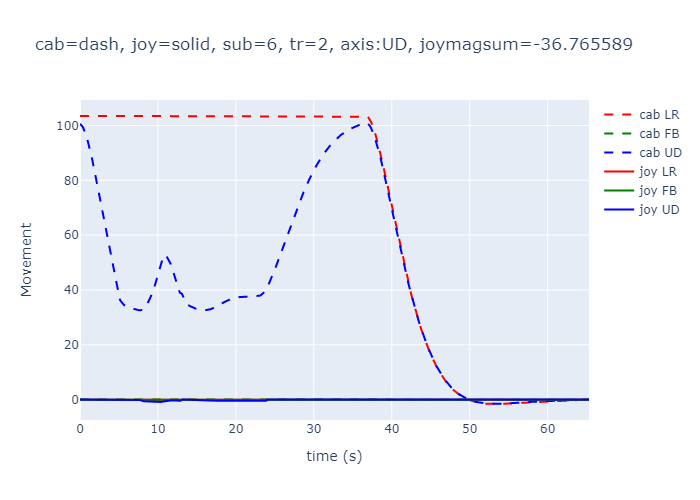 cab=dash, joy=solid, sub=6, tr=2, axis:UD, joymagsum=-36.765589
cab LR
cab FB
cab UD
joy LR
joy FB
joy UD
Movement
100
80
60
40
20
0
0 10 20 30 40 50 60
time (s)